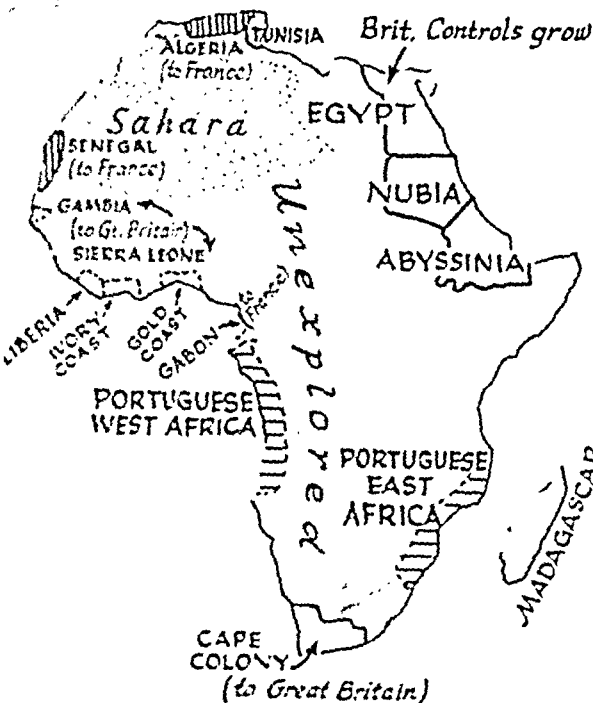 TUNISIA
Brit. Controls grow
ALGERIA
(to France)
EGYPT
Sahara
SENEGAL
(to France)
NUBIA
GAMBIA
(to Gt. Britain)
SIERRA LEONE
ABYSSINIA
Unexplored
LIBERIA
IVORY
COAST
GOLD
COAST
GABON
(to France)
PORTUGUESE
WEST AFRICA
PORTUGUESE
EAST
AFRICA
MADAGASCAR
CAPE
COLONY
(to Great Britain)